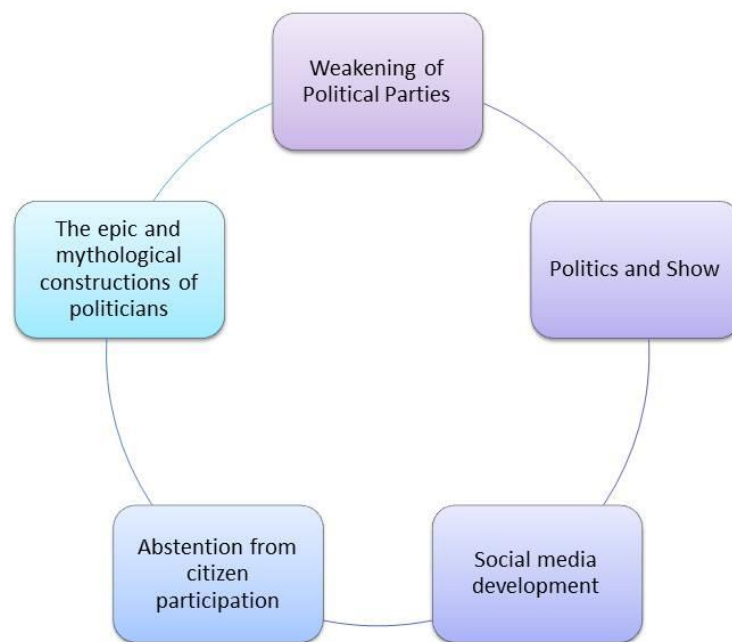 Weakening of
Political Parties
Politics and Show
Social media
development
Abstention from
citizen
participation
The epic and
mythological
constructions of
politicians